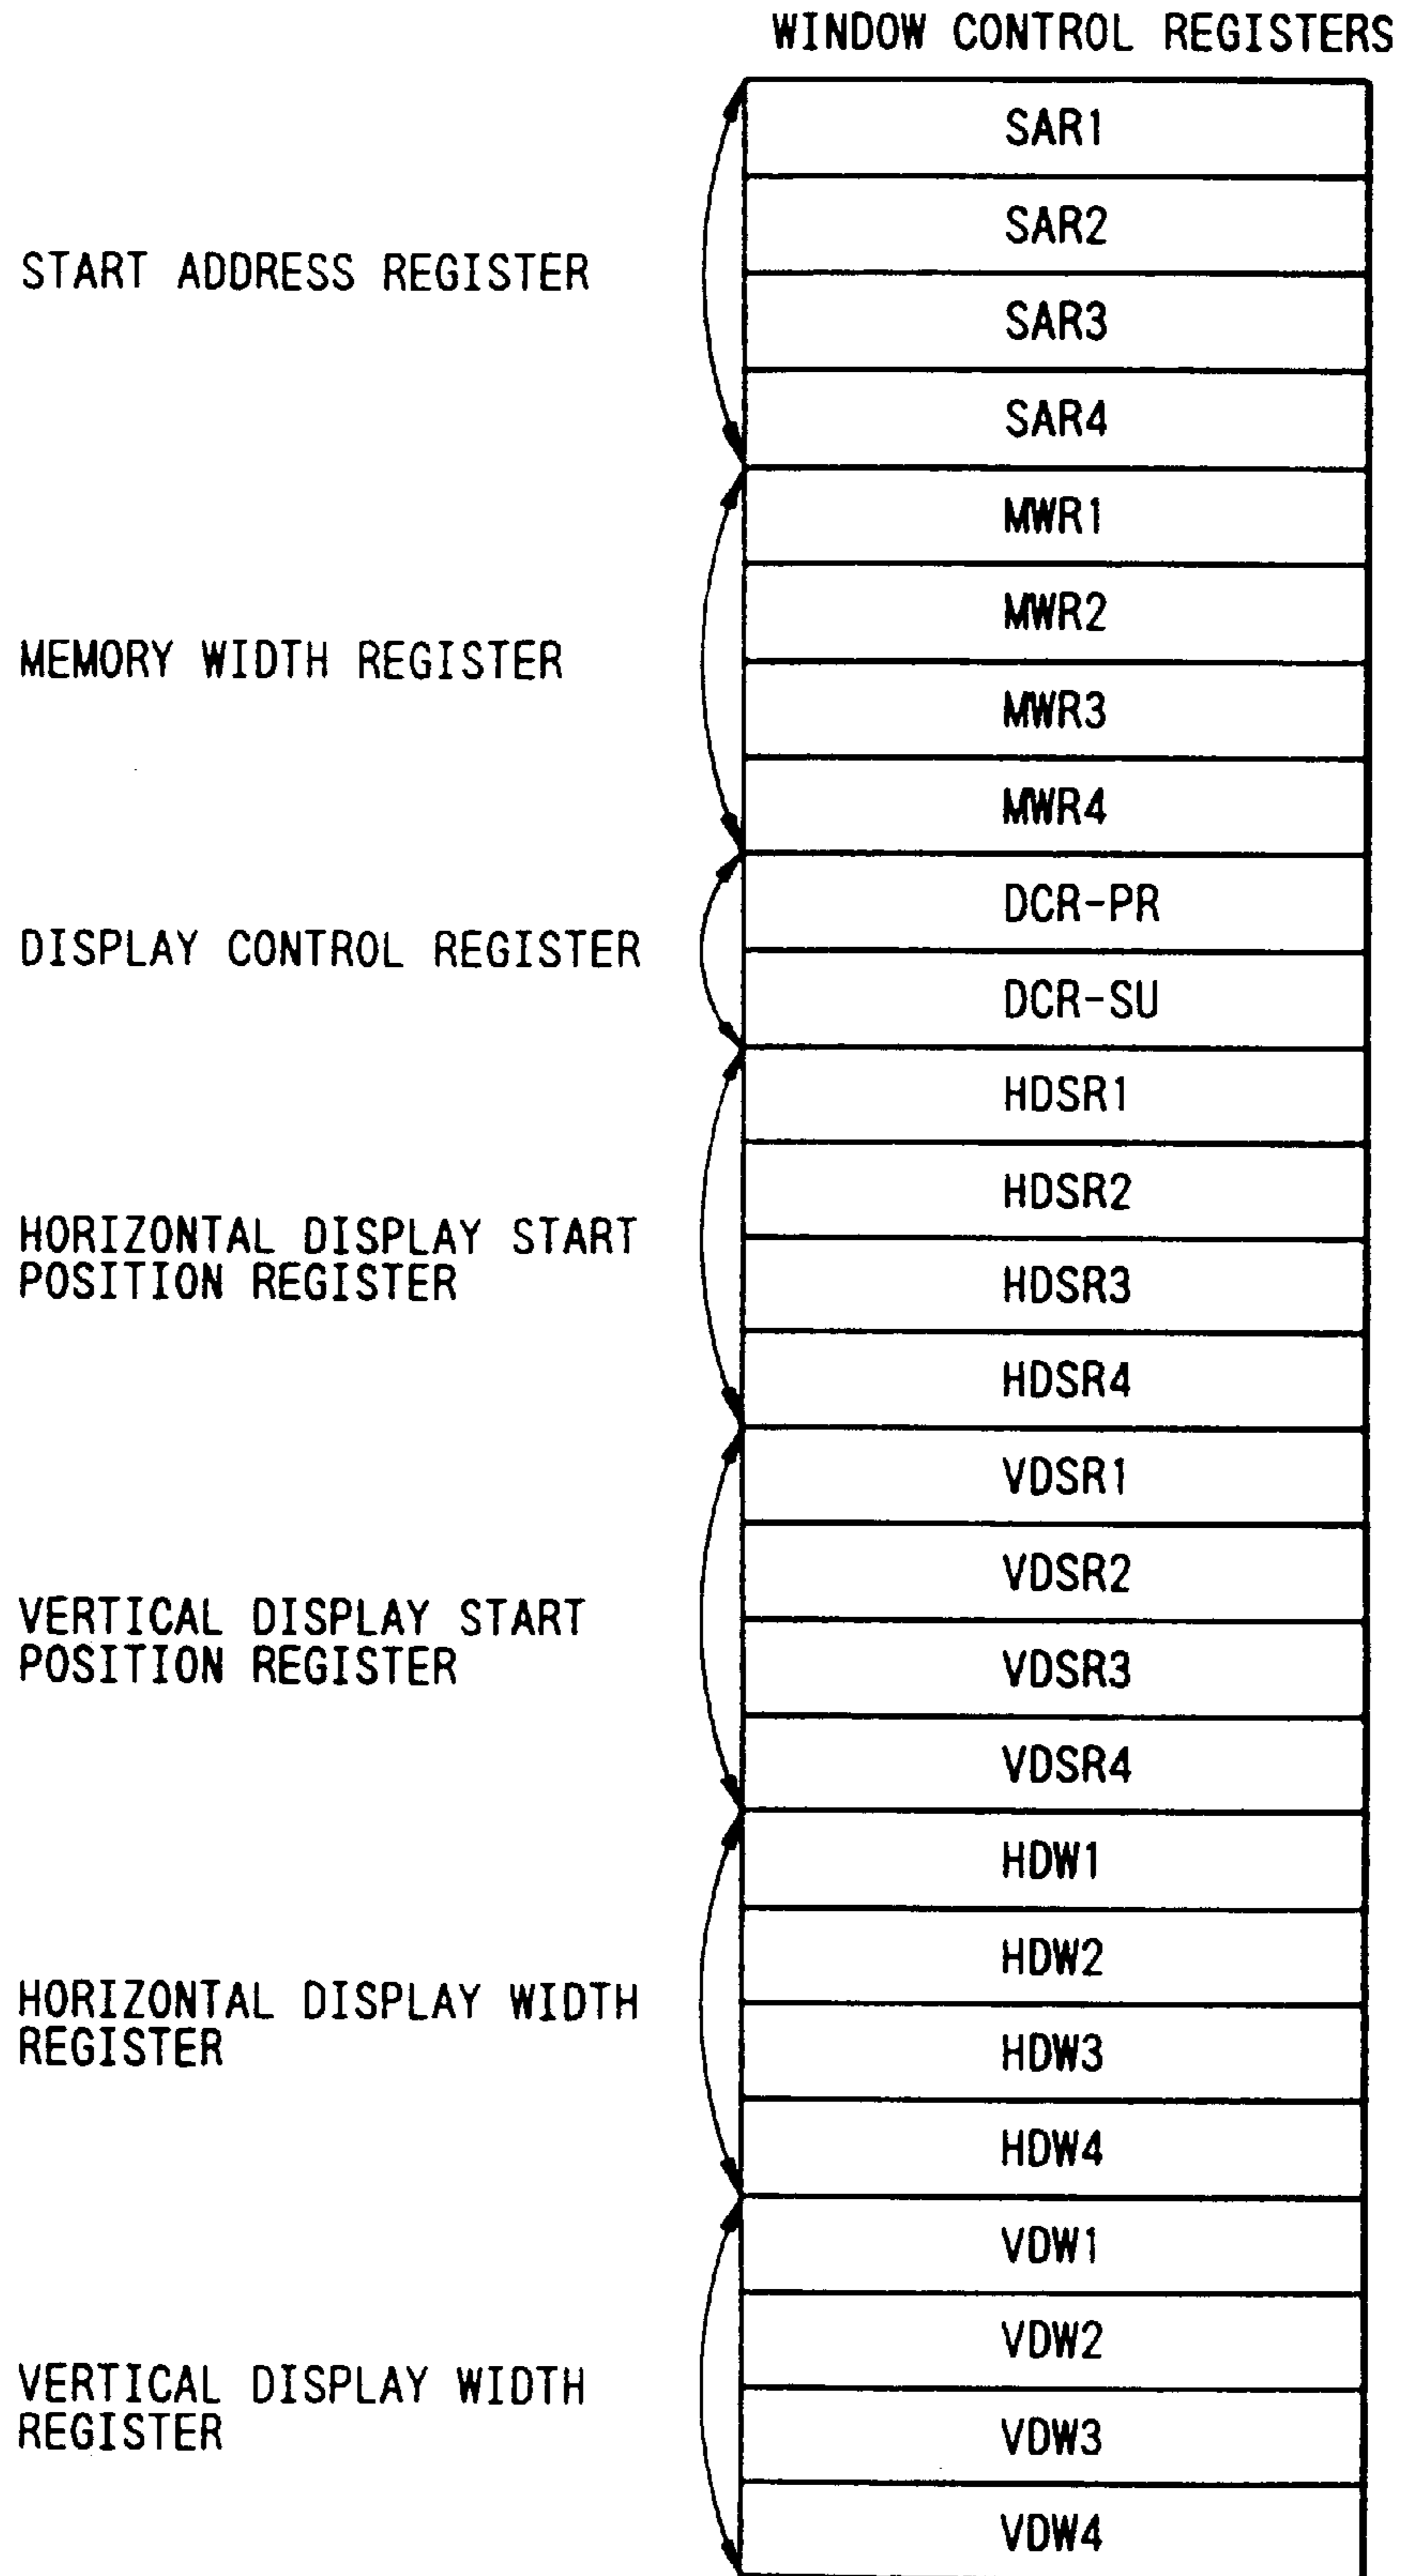 WINDOW CONTROL REGISTERS
START ADDRESS REGISTER
SAR1
SAR2
SAR3
SAR4
MEMORY WIDTH REGISTER
MWR1
MWR2
MWR3
MWR4
DISPLAY CONTROL REGISTER
DCR-PR
DCR-SU
HORIZONTAL DISPLAY START
POSITION REGISTER
HDSR1
HDSR2
HDSR3
HDSR4
VERTICAL DISPLAY START
POSITION REGISTER
VDSR1
VDSR2
VDSR3
VDSR4
HORIZONTAL DISPLAY WIDTH
REGISTER
HDW1
HDW2
HDW3
HDW4
VERTICAL DISPLAY WIDTH
REGISTER
VDW1
VDW2
VDW3
VDW4